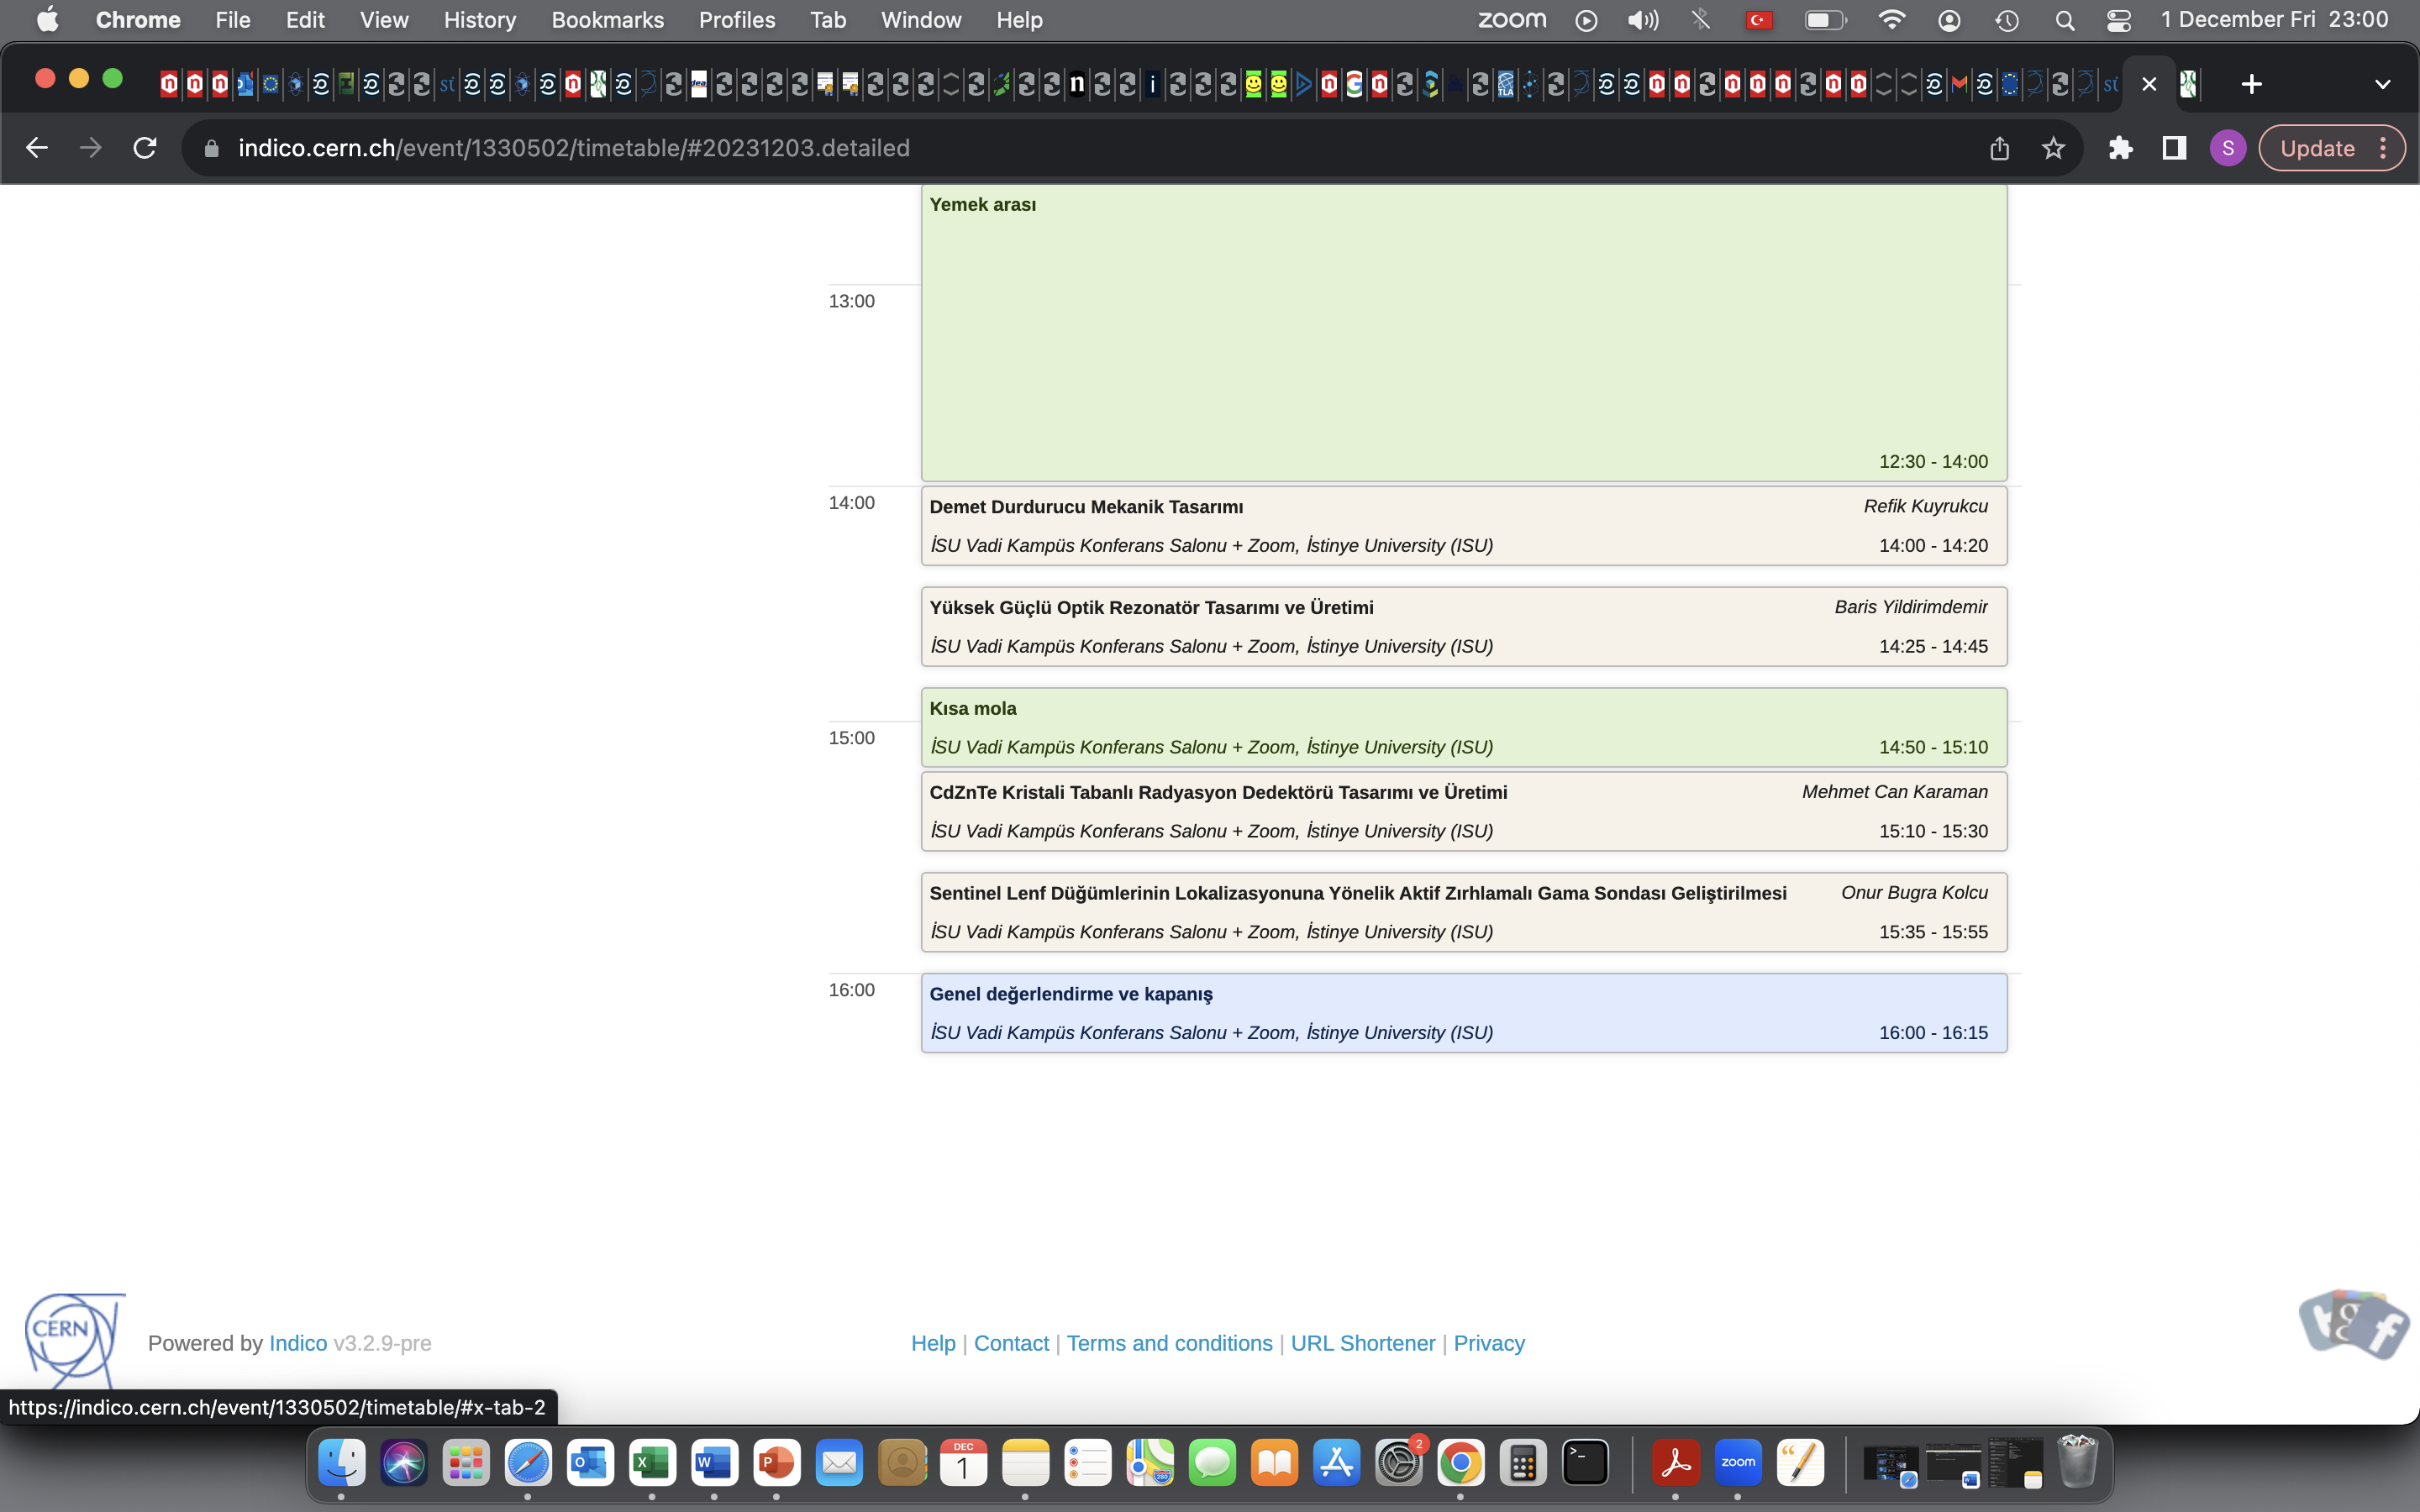 Chrome File Edit View History Bookmarks Profiles Tab Window Help zoom 1 December Fri 23:00
indico.cern.ch/event/1330502/timetable/#20231203.detailed S Update
Yemek arası
13:00
12:30 - 14:00
14:00
Demet Durdurucu Mekanik Tasarımı Refik Kuyrukcu
İSU Vadi Kampüs Konferans Salonu + Zoom, İstinye University (ISU) 14:00 - 14:20
Yüksek Güçlü Optik Rezonatör Tasarımı ve Üretimi Baris Yildirimdemir
İSU Vadi Kampüs Konferans Salonu + Zoom, İstinye University (ISU) 14:25 - 14:45
Kısa mola
15:00
İSU Vadi Kampüs Konferans Salonu + Zoom, İstinye University (ISU) 14:50 - 15:10
CdZnTe Kristali Tabanlı Radyasyon Dedektörü Tasarımı ve Üretimi Mehmet Can Karaman
İSU Vadi Kampüs Konferans Salonu + Zoom, İstinye University (ISU) 15:10 - 15:30
Sentinel Lenf Düğümlerinin Lokalizasyonuna Yönelik Aktif Zırhlamalı Gama Sondası Geliştirilmesi Onur Bugra Kolcu
İSU Vadi Kampüs Konferans Salonu + Zoom, İstinye University (ISU) 15:35 - 15:55
16:00
Genel değerlendirme ve kapanış
İSU Vadi Kampüs Konferans Salonu + Zoom, İstinye University (ISU) 16:00 - 16:15
CERN
Powered by Indico v3.2.9-pre
Help | Contact | Terms and conditions | URL Shortener | Privacy
https://indico.cern.ch/event/1330502/timetable/#x-tab-2
DEC
1
2
zoom